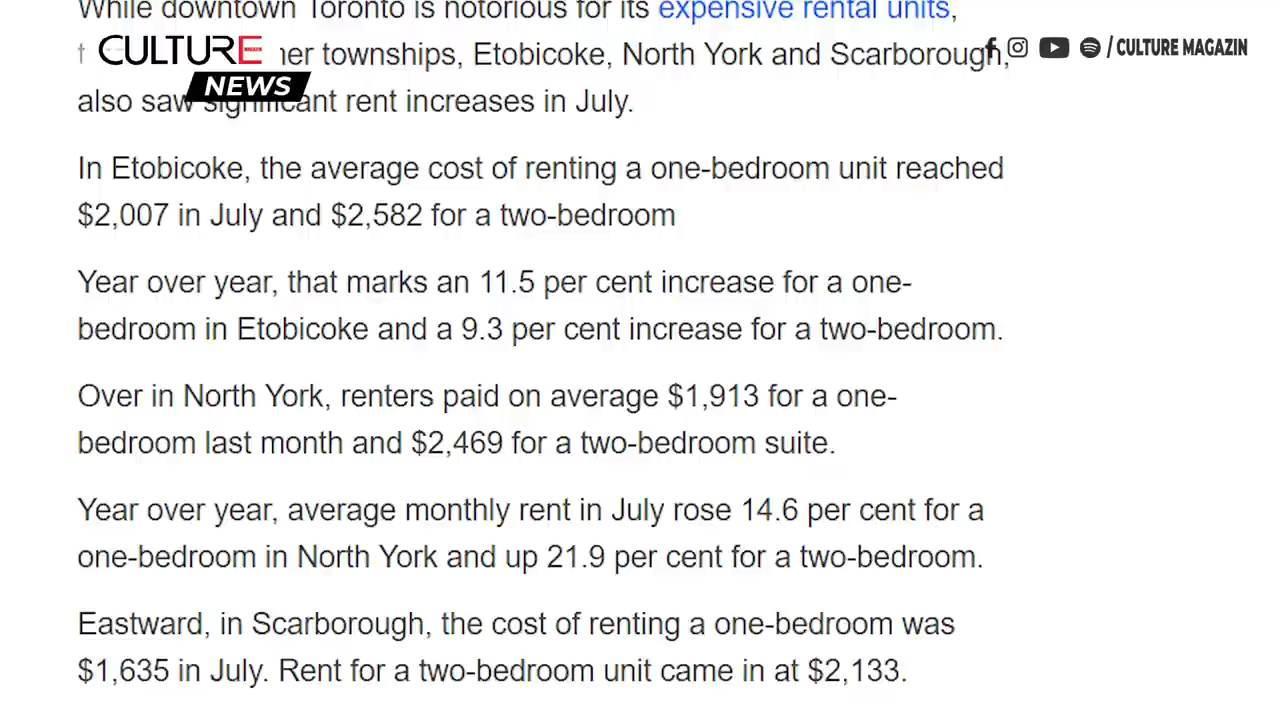 While downtown Toronto is notorious for its expensive rental units,
CULTURE
NEWS
/ CULTURE MAGAZIN
townships, Etobicoke, North York and Scarborough,
also saw significant rent increases in July.
In Etobicoke, the average cost of renting a one-bedroom unit reached
$2,007 in July and $2,582 for a two-bedroom
Year over year, that marks an 11.5 per cent increase for a one-
bedroom in Etobicoke and a 9.3 per cent increase for a two-bedroom.
Over in North York, renters paid on average $1,913 for a one-
bedroom last month and $2,469 for a two-bedroom suite.
Year over year, average monthly rent in July rose 14.6 per cent for a
one-bedroom in North York and up 21.9 per cent for a two-bedroom.
Eastward, in Scarborough, the cost of renting a one-bedroom was
$1,635 in July. Rent for a two-bedroom unit came in at $2,133.